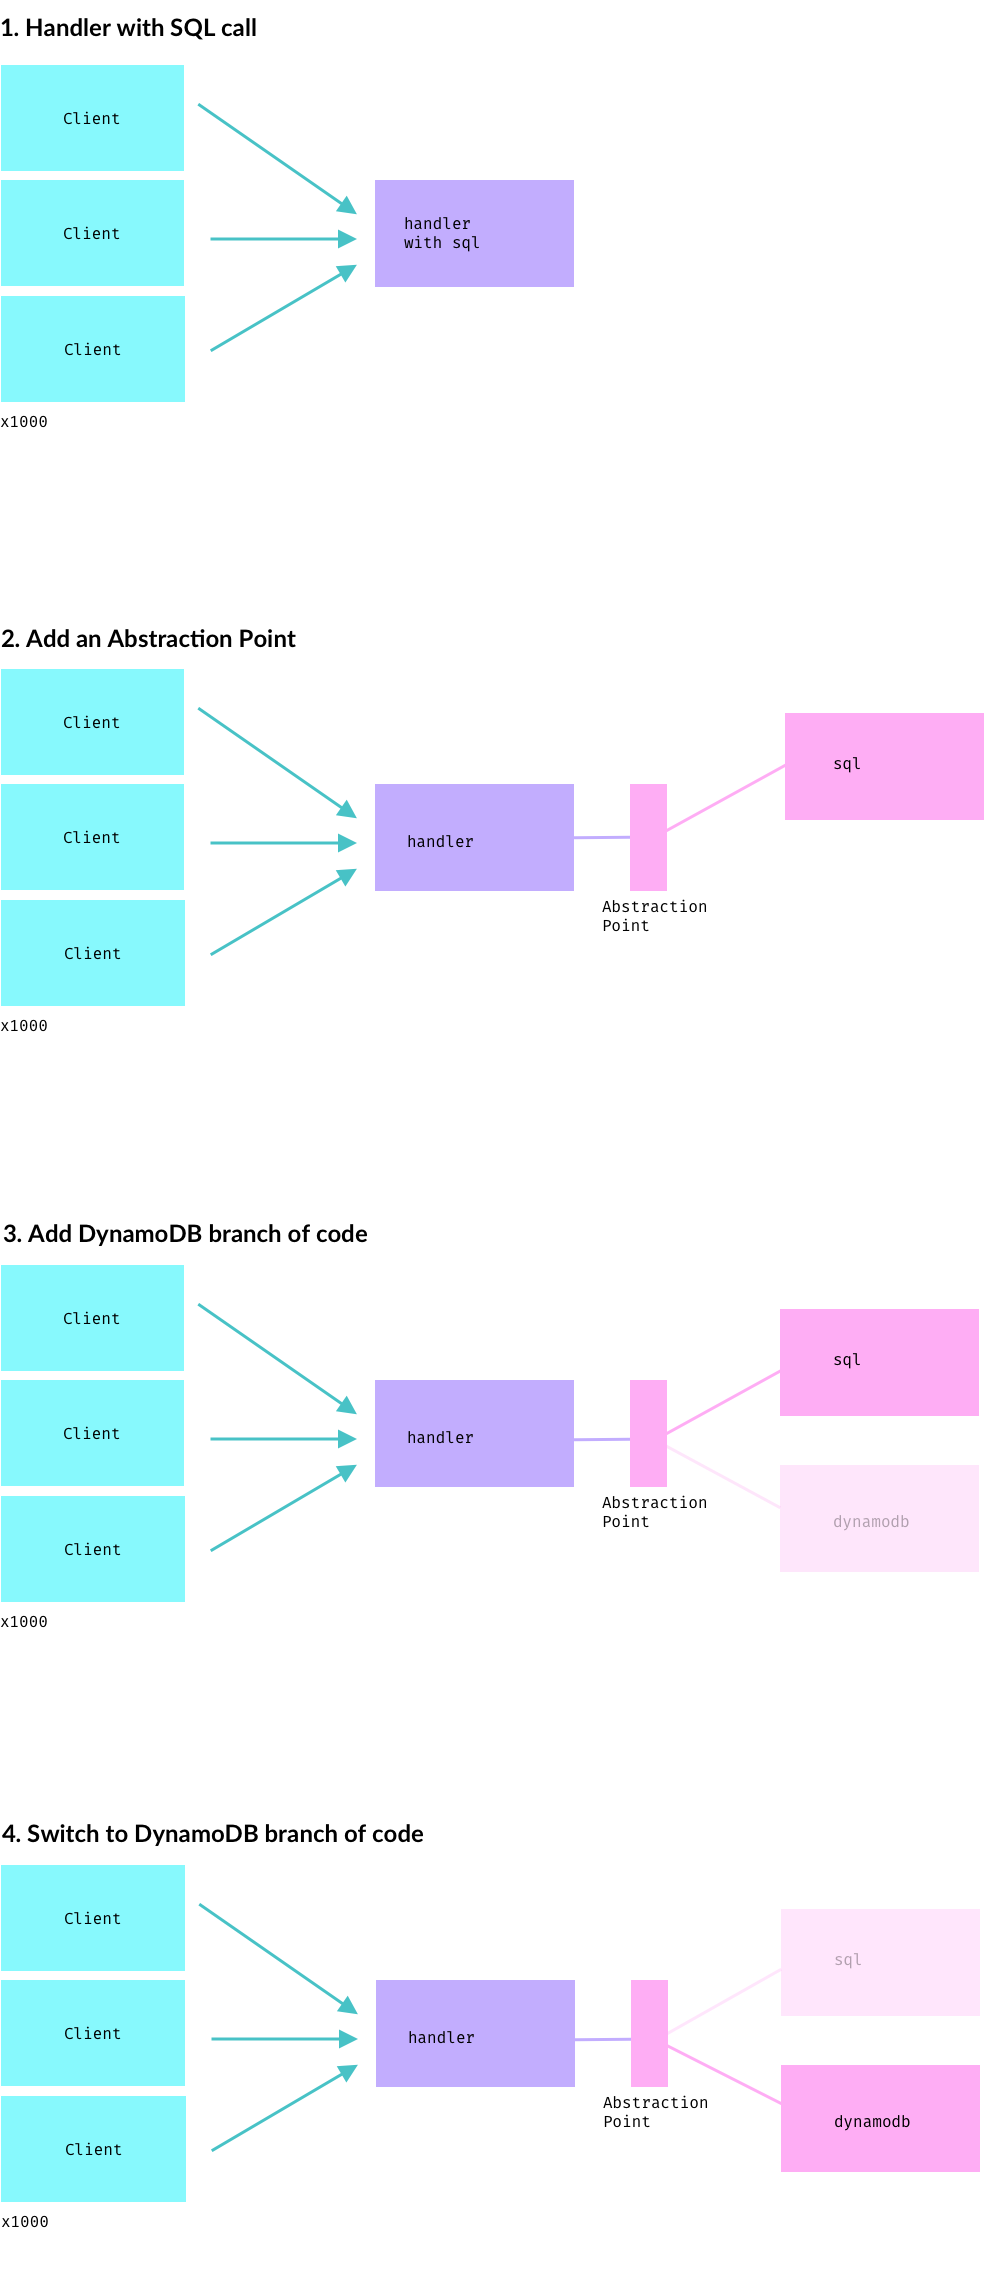 1. Handler with SQL call
Client
Client
handler
with sql
Client
x1000
2. Add an Abstraction Point
Client
sql
Client
handler
Abstraction
Point
Client
x1000
3. Add DynamoDB branch of code
Client
sql
Client
handler
Abstraction
Point
dynamodb
Client
x1000
4. Switch to DynamoDB branch of code
Client
sql
Client
handler
Abstraction
Point
dynamodb
Client
x1000